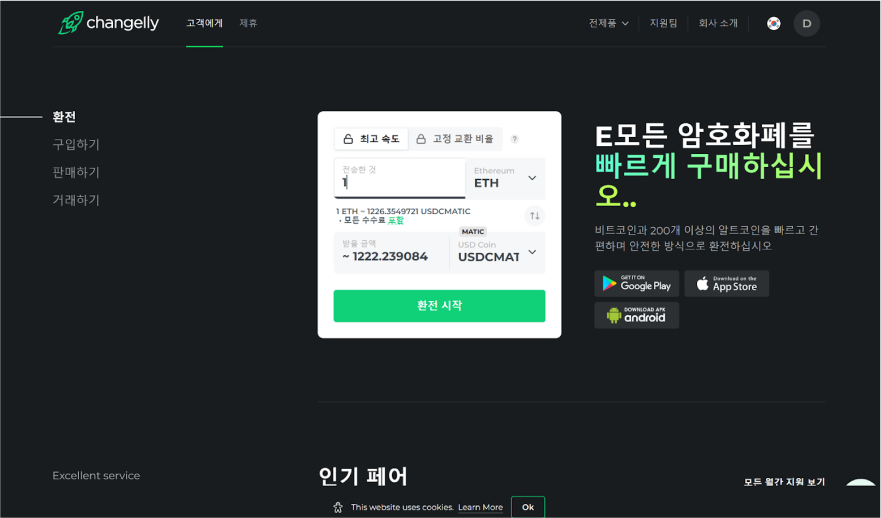 changelly 고객에게 제휴 전제품 지원팀 회사 소개 D
환전
구입하기
판매하기
거래하기
최고 속도 고정 교환 비율 ?
전송한 것
1
Ethereum
ETH
1 ETH ~ 1226.3549721 USDCMATIC
• 모든 수수료 포함
MATIC
받을 금액
~ 1222.239084
USD Coin
USDCMAT
환전 시작
E모든 암호화폐를
빠르게 구매하십시
오..
비트코인과 200개 이상의 알트코인을 빠르고 간
편하며 안전한 방식으로 환전하십시오
GET IT ON
Google Play
Download on the
App Store
DOWNLOAD APK
android
Excellent service
인기 페어
모든 월간 지원 보기
This website uses cookies. Learn More Ok